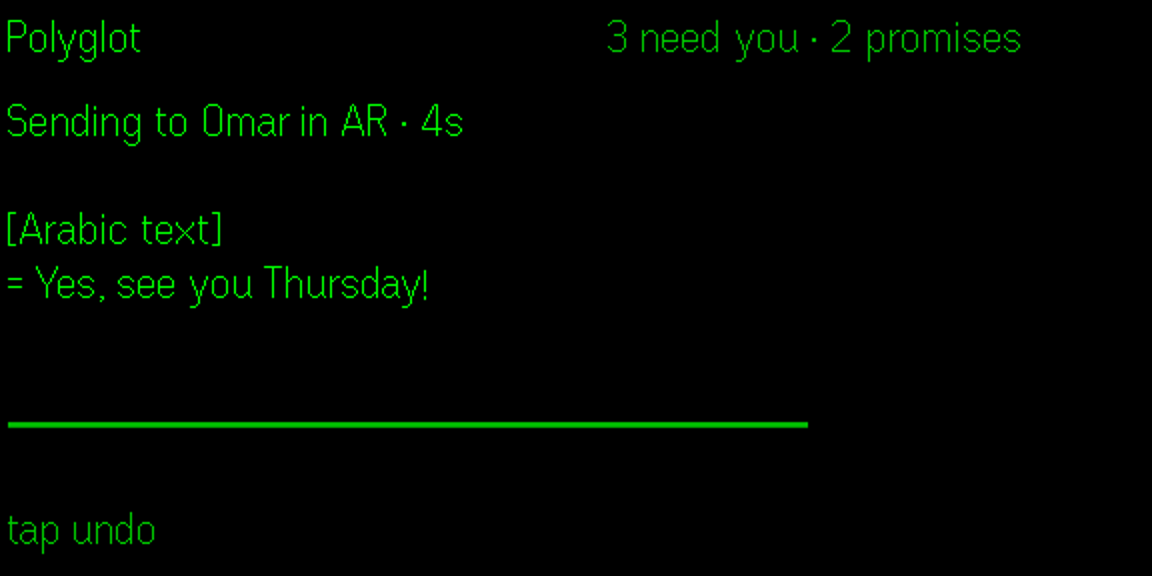 Polyglot 3 need you · 2 promises
Sending to Omar in AR · 4s
[Arabic text]
= Yes, see you Thursday!
tap undo